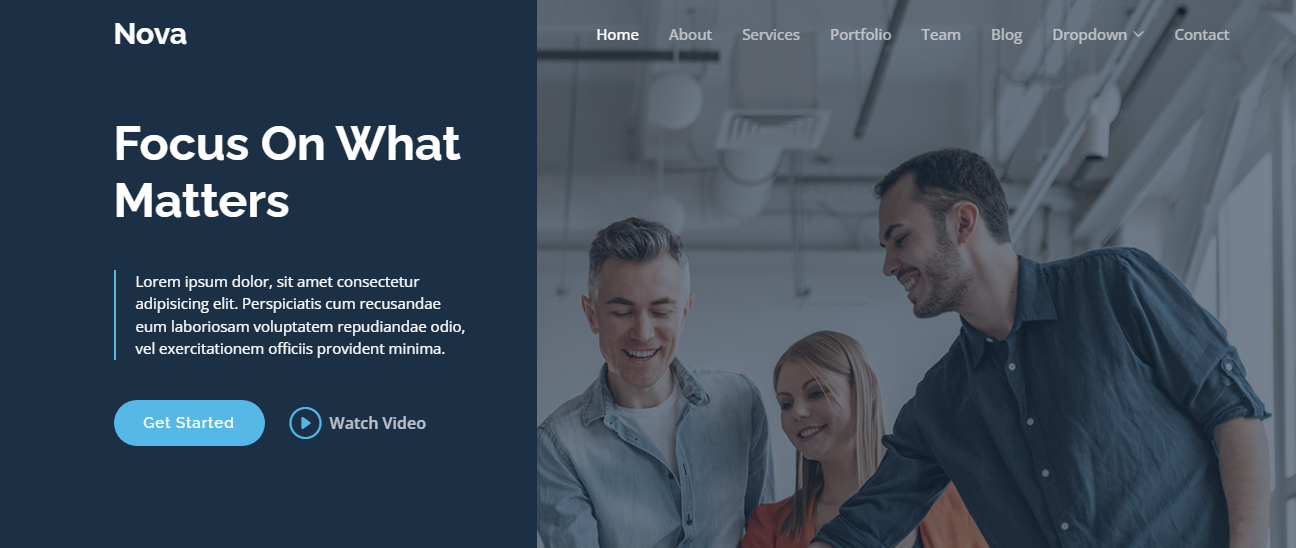 Nova
Home About Services Portfolio Team Blog Dropdown Contact
Focus On What
Matters
Lorem ipsum dolor, sit amet consectetur
adipisicing elit. Perspiciatis cum recusandae
eum laboriosam voluptatem repudiandae odio,
vel exercitationem officiis provident minima.
Get Started Watch Video